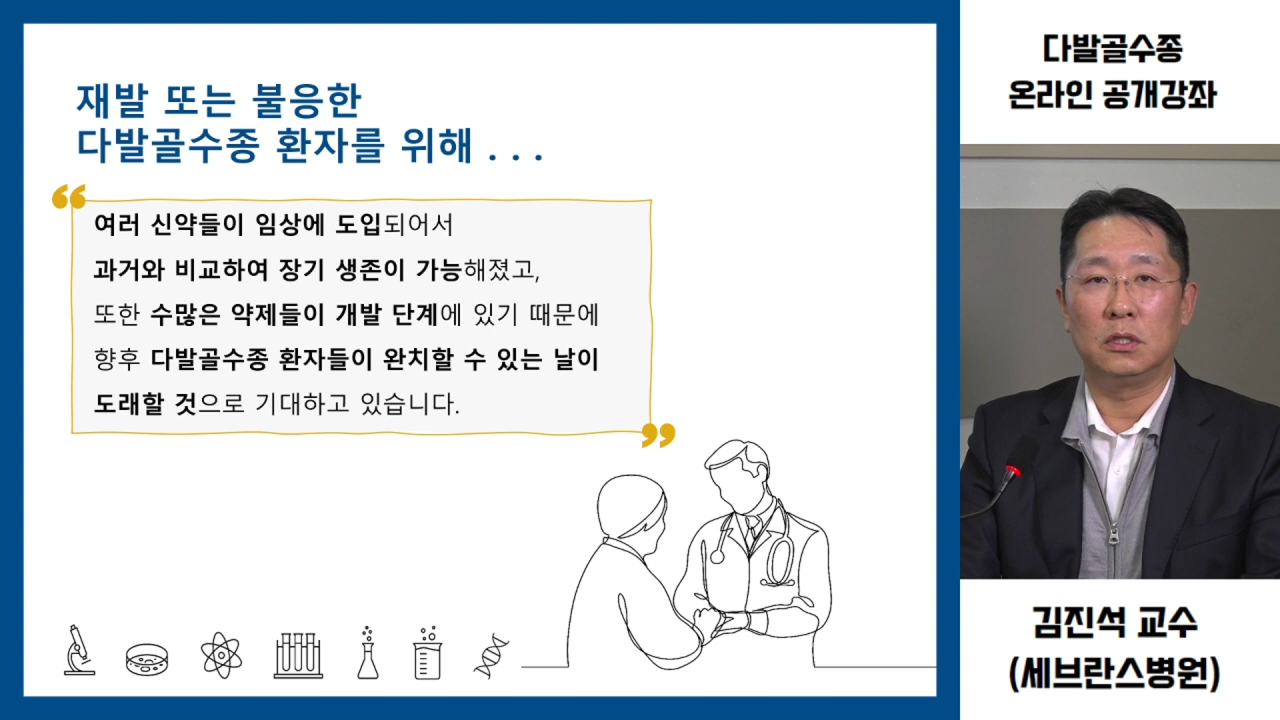 재발 또는 불응한
다발골수종 환자를 위해 . . .
여러 신약들이 임상에 도입되어서
과거와 비교하여 장기 생존이 가능해졌고,
또한 수많은 약제들이 개발 단계에 있기 때문에
향후 다발골수종 환자들이 완치할 수 있는 날이
도래할 것으로 기대하고 있습니다.
다발골수종
온라인 공개강좌
김진석 교수
(세브란스병원)